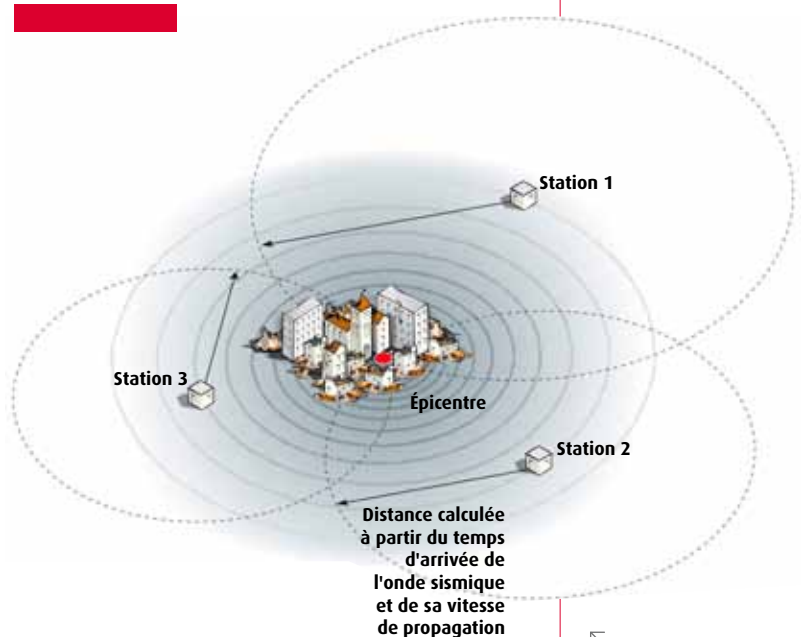 Station 1
Station 3
Épicentre
Station 2
Distance calculée
à partir du temps
d'arrivée de
l'onde sismique
et de sa vitesse
de propagation